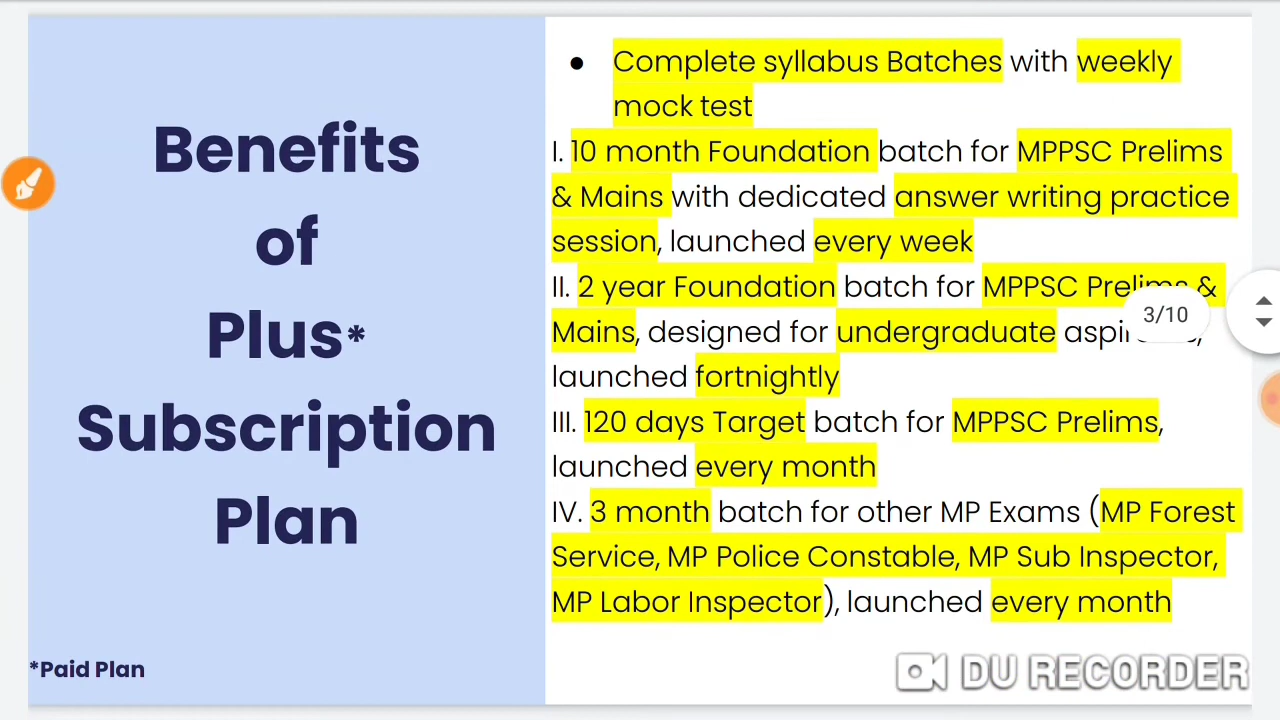 Benefits
of
Plus*
Subscription
Plan
*Paid Plan
● Complete syllabus Batches with weekly
mock test
I. 10 month Foundation batch for MPPSC Prelims
& Mains with dedicated answer writing practice
session, launched every week
II. 2 year Foundation batch for MPPSC Prelims &
Mains, designed for undergraduate
launched fortnightly
III. 120 days Target batch for MPPSC Prelims,
launched every month
IV. 3 month batch for other MP Exams (MP Forest
Service, MP Police Constable, MP Sub Inspector,
MP Labor Inspector), launched every month
3/10
DU RECORDER